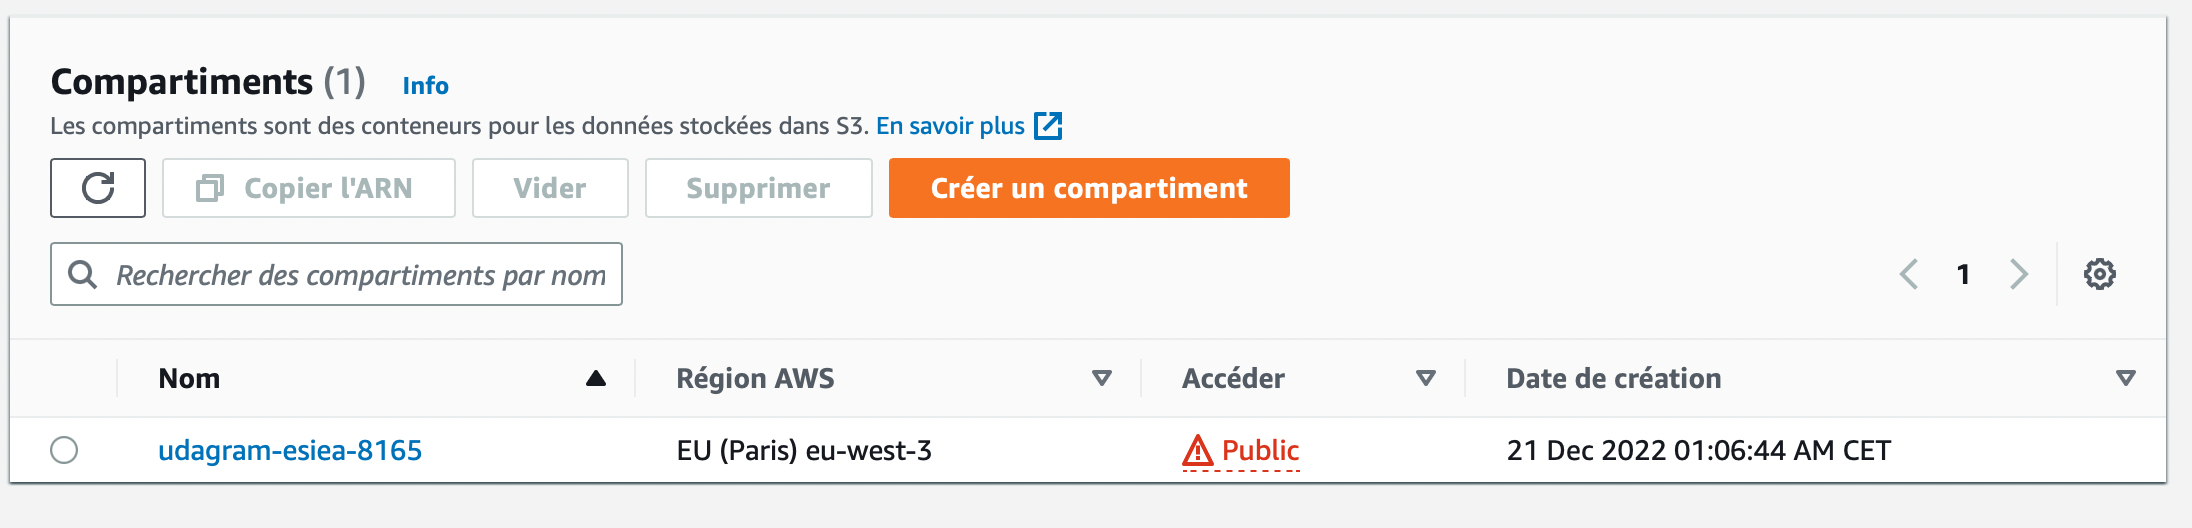 Compartiments (1) Info
Les compartiments sont des conteneurs pour les données stockées dans S3. En savoir plus
Copier l'ARN Vider Supprimer Créer un compartiment
Rechercher des compartiments par nom
1
Nom Région AWS Accéder Date de création
udagram-esiea-8165 EU (Paris) eu-west-3 Public 21 Dec 2022 01:06:44 AM CET